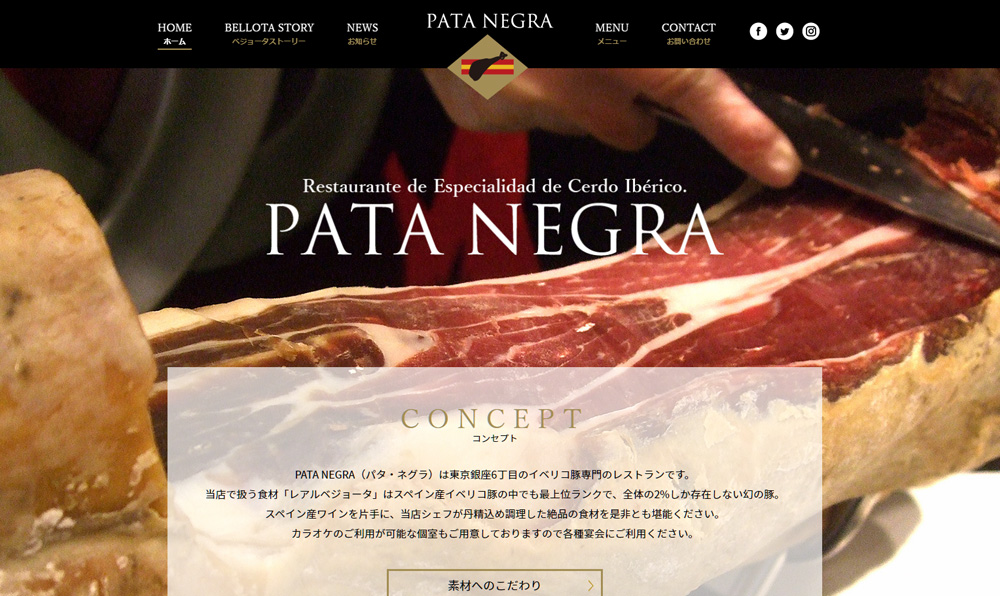 HOME
ホーム
BELLOTA STORY
ベジョータストーリー
NEWS
お知らせ
PATA NEGRA
MENU
メニュー
CONTACT
お問い合わせ
Restaurante de Especialidad de Cerdo Ibérico.
PATA NEGRA
CONCEPT
コンセプト
PATA NEGRA（パタ・ネグラ）は東京銀座6丁目のイベリコ豚専門のレストランです。
当店で扱う食材「レアルベジョータ」はスペイン産イベリコ豚の中でも最上位ランクで、全体の2%しか存在しない幻の豚。
スペイン産ワインを片手に、当店シェフが丹精込め調理した絶品の食材を是非とも堪能ください。
カラオケのご利用が可能な個室もご用意しておりますので各種宴会にご利用ください。
素材へのこだわり